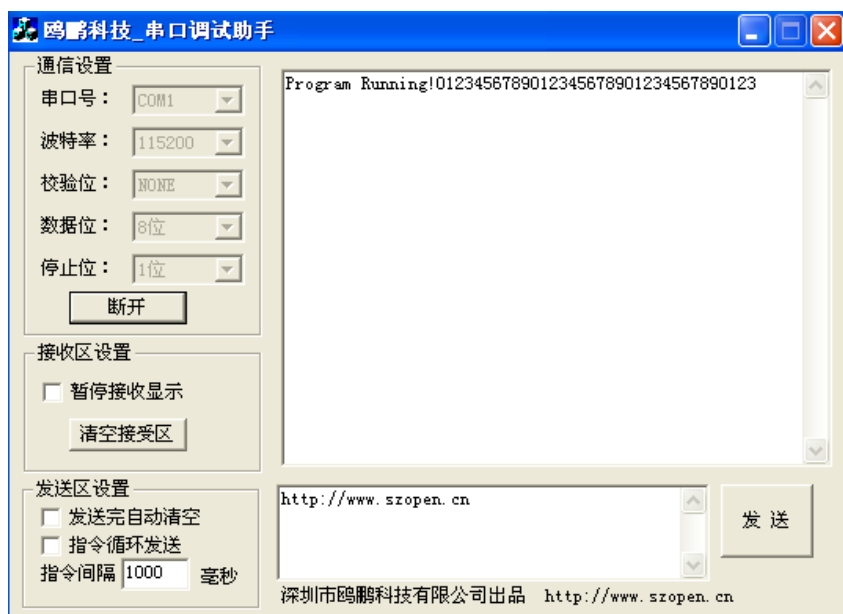 鸥鹏科技_串口调试助手
通信设置
串口号：COM1
波特率：115200
校验位：NONE
数据位：8位
停止位：1位
断开
接收区设置
暂停接收显示
清空接受区
发送区设置
发送完自动清空
指令循环发送
指令间隔 1000 毫秒
Program Running!0123456789012345678901234567890123
http://www.szopen.cn
发 送
深圳市鸥鹏科技有限公司出品 http://www.szopen.cn